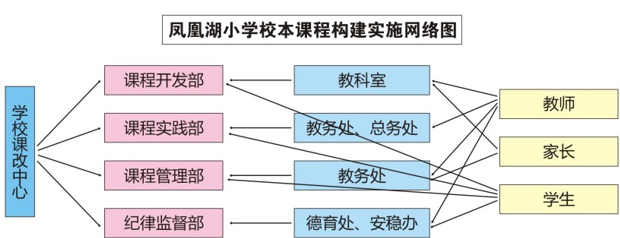 凤凰湖小学校本课程构建实施网络图
学校课改中心
课程开发部
教科室
教师
课程实践部
教务处、总务处
家长
课程管理部
教务处
学生
纪律监督部
德育处、安稳办